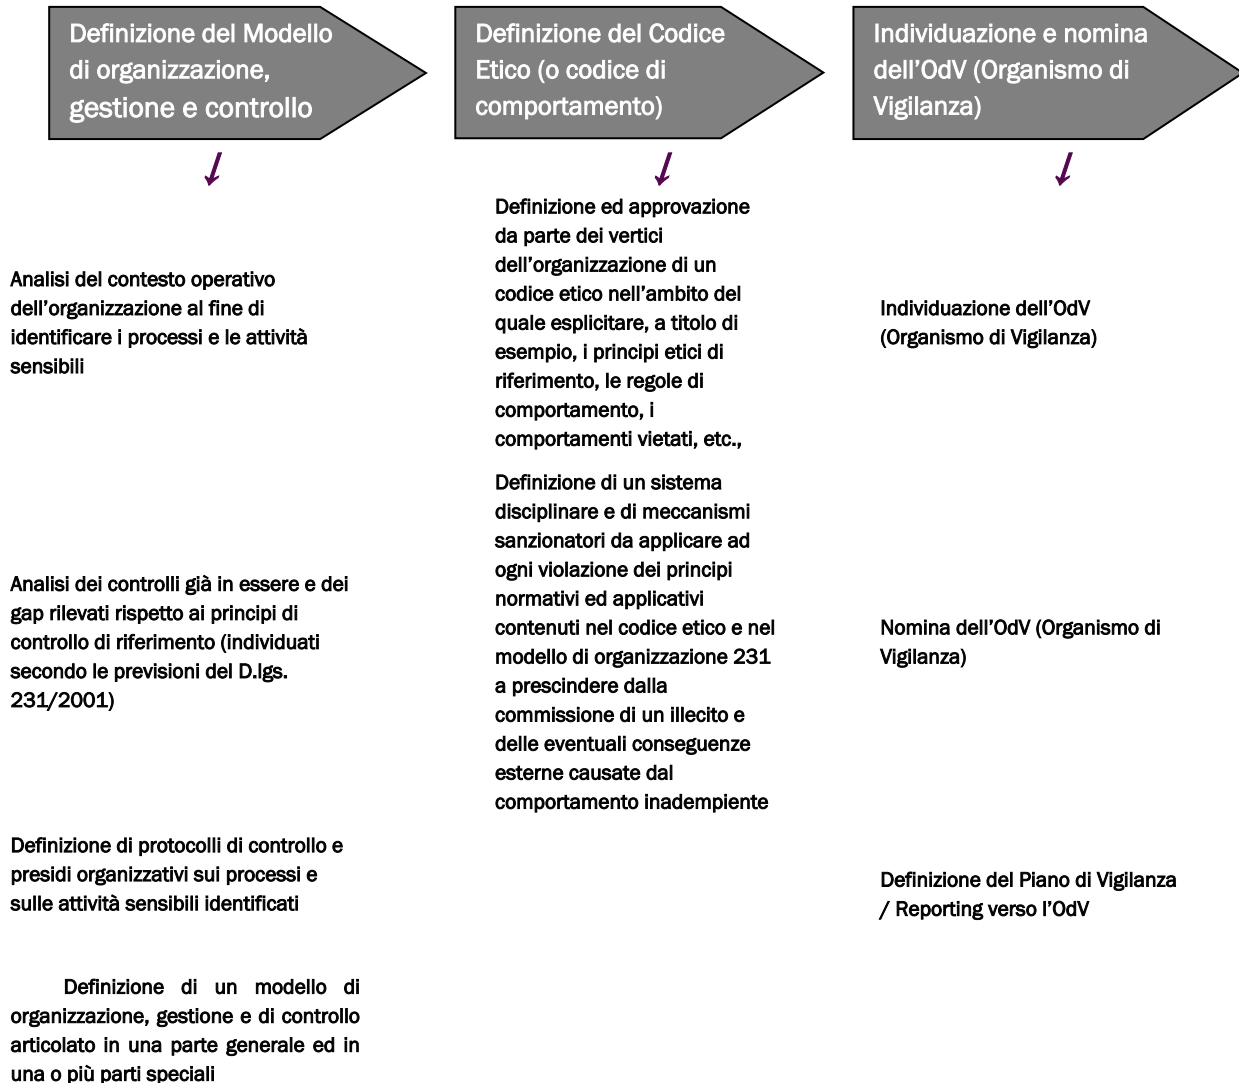 Definizione del Modello
di organizzazione,
gestione e controllo
Definizione del Codice
Etico (o codice di
comportamento)
Individuazione e nomina
dell'OdV (Organismo di
Vigilanza)
Analisi del contesto operativo
dell'organizzazione al fine di
identificare i processi e le attività
sensibili
Analisi dei controlli già in essere e dei
gap rilevati rispetto ai principi di
controllo di riferimento (individuati
secondo le previsioni del D.lgs.
231/2001)
Definizione di protocolli di controllo e
presidi organizzativi sui processi e
sulle attività sensibili identificati
Definizione di un modello di
organizzazione, gestione e di controllo
articolato in una parte generale ed in
una o più parti speciali
Definizione ed approvazione
da parte dei vertici
dell'organizzazione di un
codice etico nell'ambito del
quale esplicitare, a titolo di
esempio, i principi etici di
riferimento, le regole di
comportamento, i
comportamenti vietati, etc.,
Definizione di un sistema
disciplinare e di meccanismi
sanzionatori da applicare ad
ogni violazione dei principi
normativi ed applicativi
contenuti nel codice etico e nel
modello di organizzazione 231
a prescindere dalla
commissione di un illecito e
delle eventuali conseguenze
esterne causate dal
comportamento inadempiente
Individuazione dell'OdV
(Organismo di Vigilanza)
Nomina dell'OdV (Organismo di
Vigilanza)
Definizione del Piano di Vigilanza
/ Reporting verso l'OdV